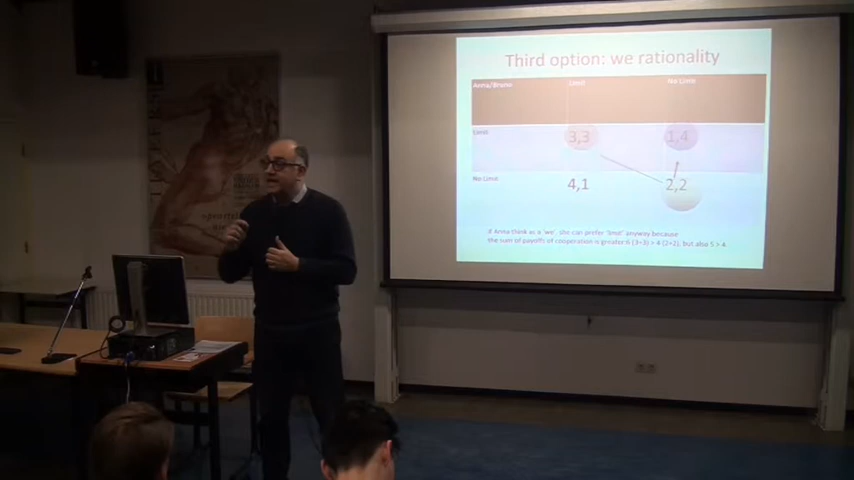 Third option: we rationality
Anna/Bruno Limit No Limit
Limit 3,3 1,4
No Limit 4,1 2,2
If Anna think as a 'we', she can prefer 'limit' anyway because
the sum of payoffs of cooperation is greater: 6 (3+3) > 4 (2+2), but also 5 > 4